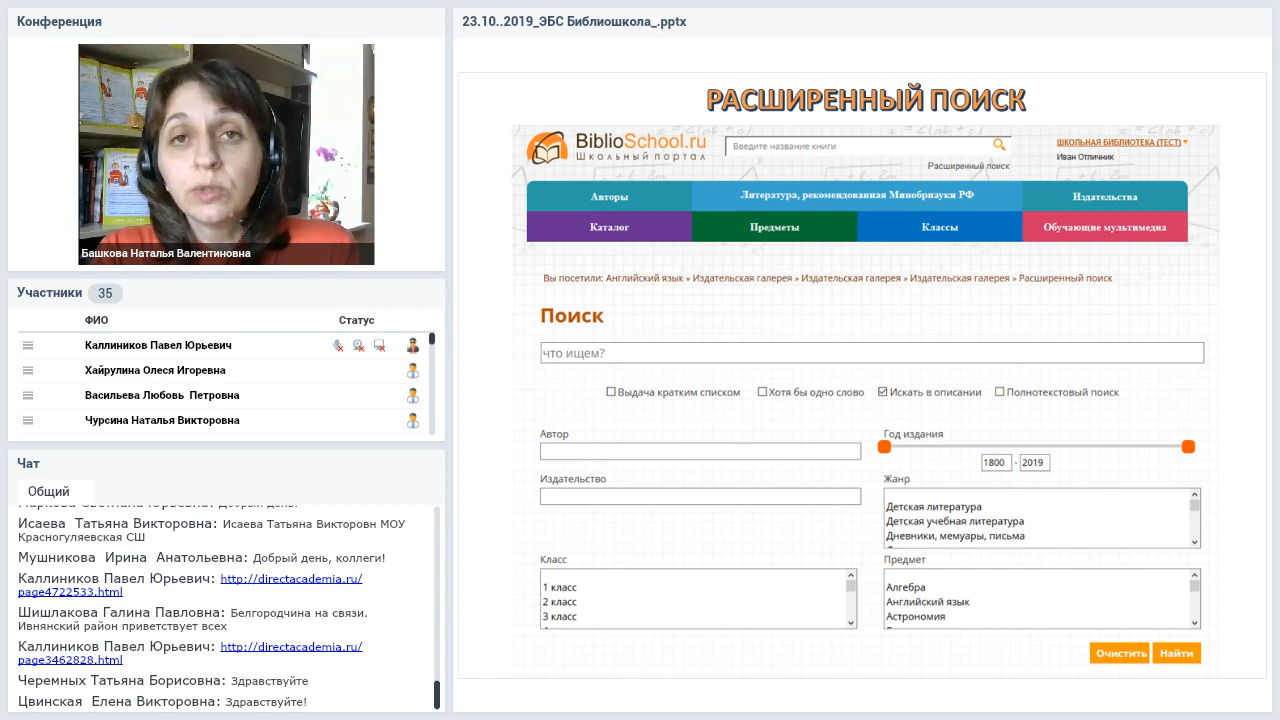 Конференция
Башкова Наталья Валентиновна
Участники 35
ФИО Статус
Каллиников Павел Юрьевич
Хайрулина Олеся Игоревна
Васильева Любовь Петровна
Чурсина Наталья Викторовна
Чат
Общий
Исаева Татьяна Викторовна: Исаева Татьяна Викторовн МОУ
Красногуляевская СШ
Мушникова Ирина Анатольевна: Добрый день, коллеги!
Каллиников Павел Юрьевич: http://directacademia.ru/
page4722533.html
Шишлакова Галина Павловна: Белгородчина на связи.
Ивнянский район приветствует всех
Каллиников Павел Юрьевич: http://directacademia.ru/
page3462828.html
Черемных Татьяна Борисовна: Здравствуйте
Цвинская Елена Викторовна: Здравствуйте!
23.10..2019_ЭБС Библиошкола_.pptx
РАСШИРЕННЫЙ ПОИСК
BiblioSchool.ru
Школьный портал
Введите название книги
Расширенный поиск
ШКОЛЬНАЯ БИБЛИОТЕКА (ТЕСТ)
Иван Отличник
Авторы Литература, рекомендованная Минобрнауки РФ Издательства
Каталог Предметы Классы Обучающие мультимедиа
Вы посетили: Английский язык » Издательская галерея » Издательская галерея » Издательская галерея » Расширенный поиск
Поиск
что ищем?
Выдача кратким списком Хотя бы одно слово Искать в описании Полнотекстовый поиск
Автор
Год издания
1800 - 2019
Издательство
Жанр
Детская литература
Детская учебная литература
Дневники, мемуары, письма
Класс
1 класс
2 класс
3 класс
Предмет
Алгебра
Английский язык
Астрономия
Очистить Найти